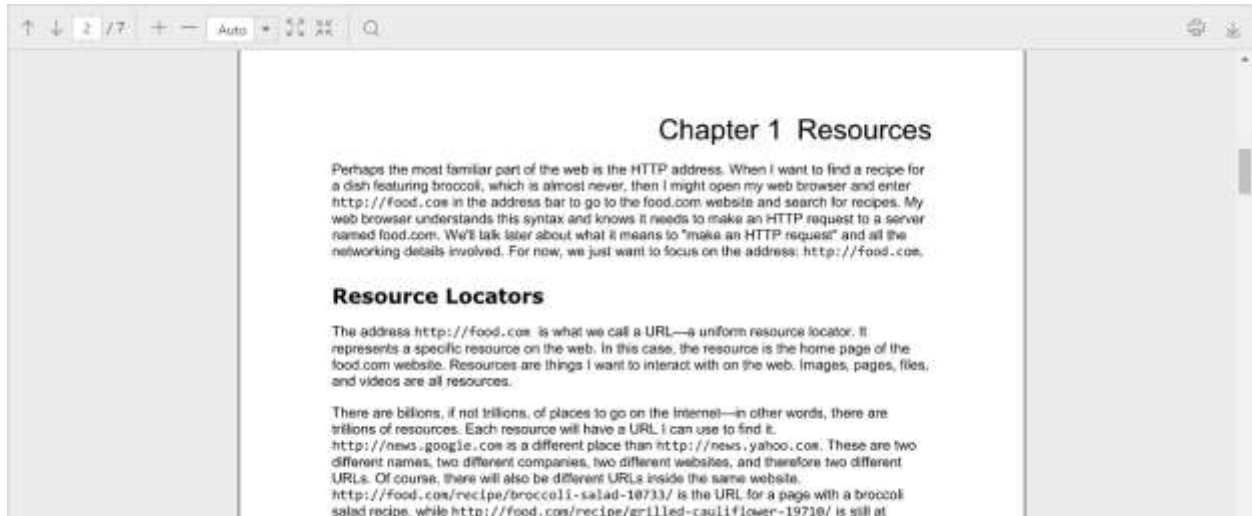 2 / 7 Auto
Chapter 1 Resources
Perhaps the most familiar part of the web is the HTTP address. When I want to find a recipe for
a dish featuring broccoli, which is almost never, then I might open my web browser and enter
http://food.com in the address bar to go to the food.com website and search for recipes. My
web browser understands this syntax and knows it needs to make an HTTP request to a server
named food.com. We'll talk later about what it means to "make an HTTP request" and all the
networking details involved. For now, we just want to focus on the address: http://food.com.
Resource Locators
The address http://food.com is what we call a URL—a uniform resource locator. It
represents a specific resource on the web. In this case, the resource is the home page of the
food.com website. Resources are things I want to interact with on the web. Images, pages, files,
and videos are all resources.
There are billions, if not trillions, of places to go on the Internet—in other words, there are
trillions of resources. Each resource will have a URL I can use to find it.
http://news.google.com is a different place than http://news.yahoo.com. These are two
different names, two different companies, two different websites, and therefore two different
URLs. Of course, there will also be different URLs inside the same website.
http://food.com/recipe/broccoli-salad-10733/ is the URL for a page with a broccoli
salad recipe, while http://food.com/recipe/grilled-cauliflower-19710/ is still at